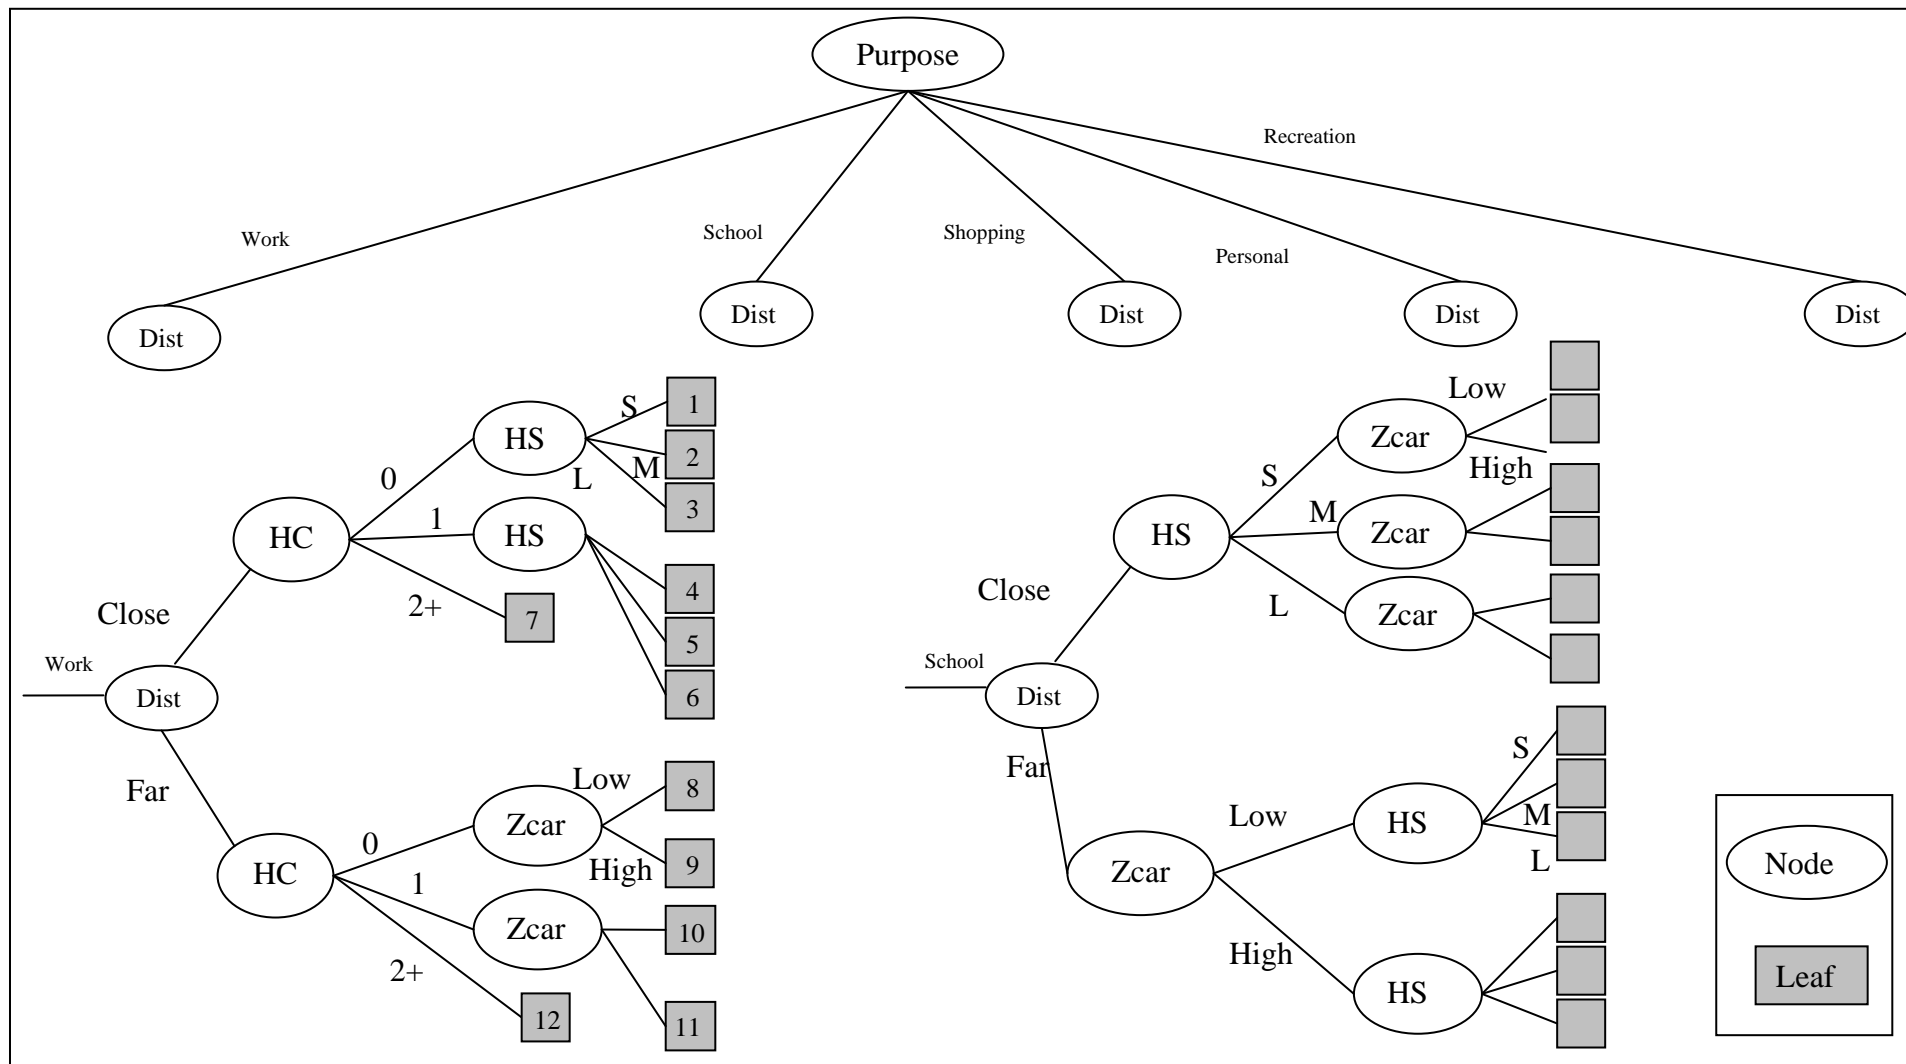 Purpose
Recreation
Work
School
Shopping
Personal
Dist
Dist
Dist
Dist
Dist
Work
Dist
Close
Far
HC
0
1
2+
HS
S
M
L
1
2
3
HS
4
5
6
7
HC
0
1
2+
Zcar
Low
High
8
9
Zcar
10
11
12
School
Dist
Close
Far
HS
S
M
L
Zcar
Low
High
Zcar
Zcar
Zcar
Low
High
HS
S
M
L
HS
Node
Leaf